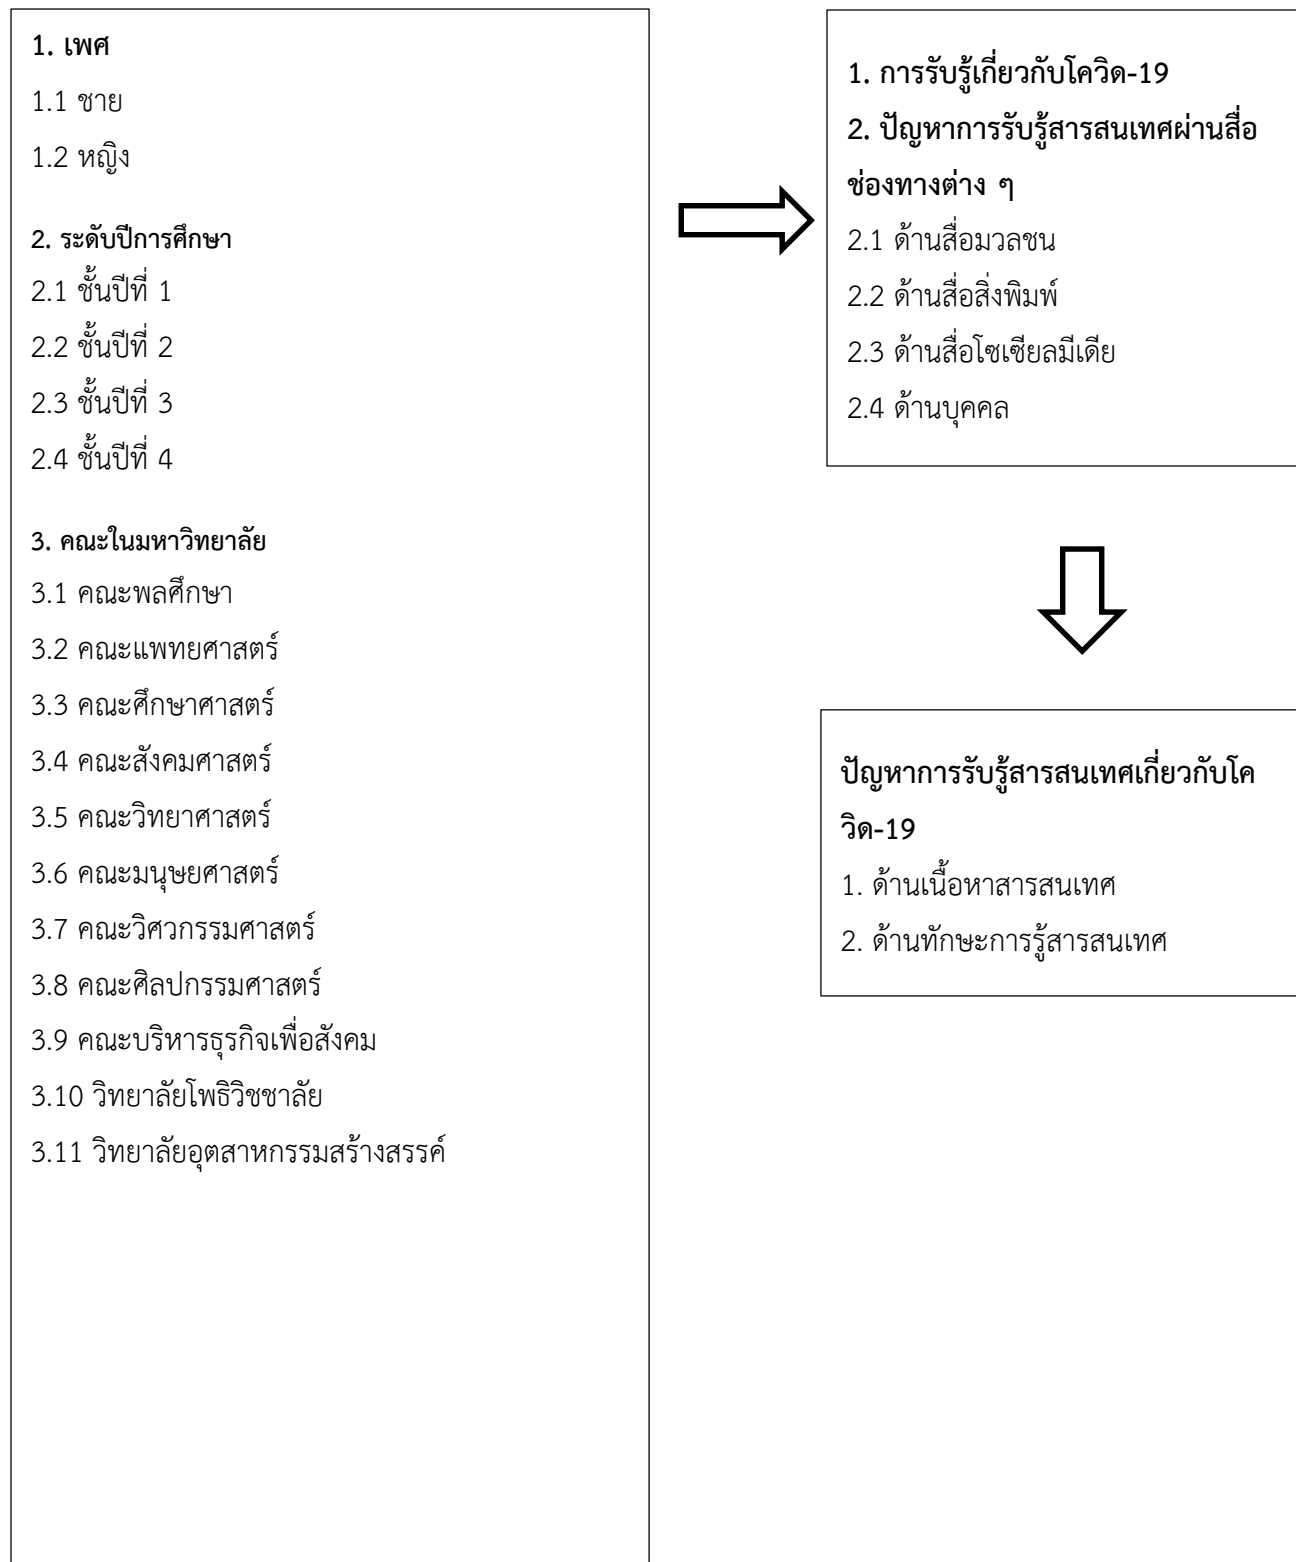 1. เพศ
1.1 ชาย
1.2 หญิง
2. ระดับปีการศึกษา
2.1 ชั้นปีที่ 1
2.2 ชั้นปีที่ 2
2.3 ชั้นปีที่ 3
2.4 ชั้นปีที่ 4
3. คณะในมหาวิทยาลัย
3.1 คณะพลศึกษา
3.2 คณะแพทยศาสตร์
3.3 คณะศึกษาศาสตร์
3.4 คณะสังคมศาสตร์
3.5 คณะวิทยาศาสตร์
3.6 คณะมนุษยศาสตร์
3.7 คณะวิศวกรรมศาสตร์
3.8 คณะศิลปกรรมศาสตร์
3.9 คณะบริหารธุรกิจเพื่อสังคม
3.10 วิทยาลัยโพธิวิชชาลัย
3.11 วิทยาลัยอุตสาหกรรมสร้างสรรค์
1. การรับรู้เกี่ยวกับโควิด-19
2. ปัญหาการรับรู้สารสนเทศผ่านสื่อ
ช่องทางต่าง ๆ
2.1 ด้านสื่อมวลชน
2.2 ด้านสื่อสิ่งพิมพ์
2.3 ด้านสื่อโซเซียลมีเดีย
2.4 ด้านบุคคล
ปัญหาการรับรู้สารสนเทศเกี่ยวกับโค
วิด-19
1. ด้านเนื้อหาสารสนเทศ
2. ด้านทักษะการรู้สารสนเทศ